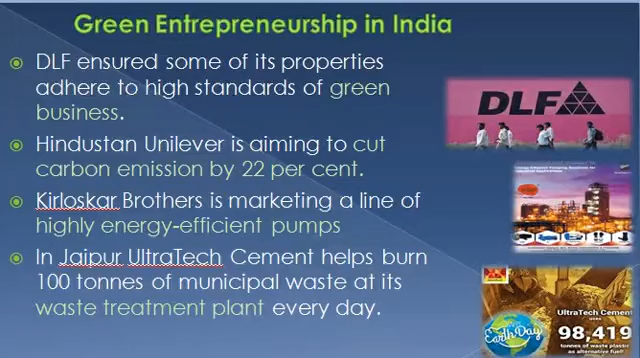 Green Entrepreneurship in India
DLF ensured some of its properties
adhere to high standards of green
business.
Hindustan Unilever is aiming to cut
carbon emission by 22 per cent.
Kirloskar Brothers is marketing a line of
highly energy-efficient pumps
In Jaipur UltraTech Cement helps burn
100 tonnes of municipal waste at its
waste treatment plant every day.
DLF
UltraTech Cement
uses
98,419
tonnes of waste plastic
as alternative fuel!
Earth Day